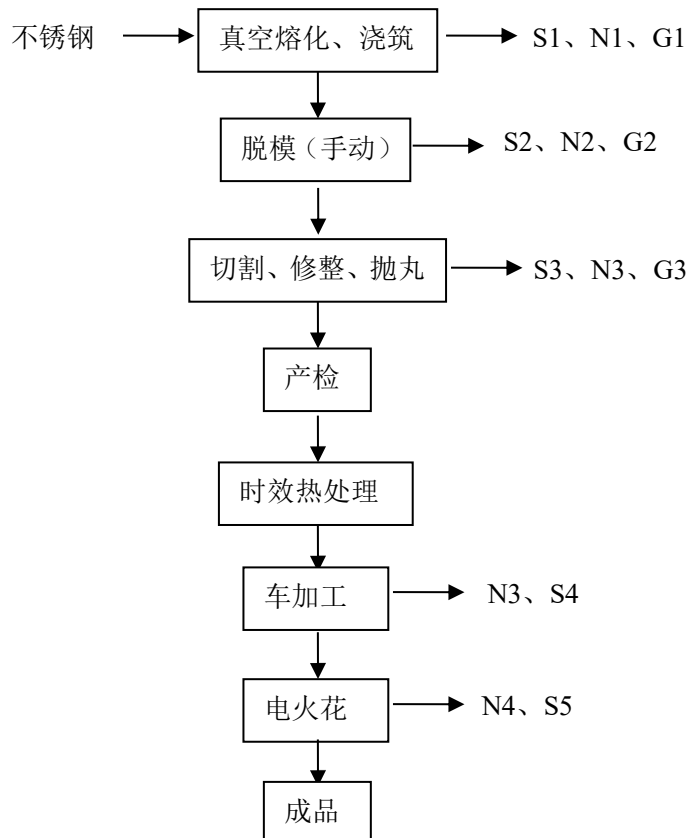 不锈钢 真空熔化、浇筑 S1、N1、G1
脱模（手动） S2、N2、G2
切割、修整、抛丸 S3、N3、G3
产检
时效热处理
车加工 N3、S4
电火花 N4、S5
成品